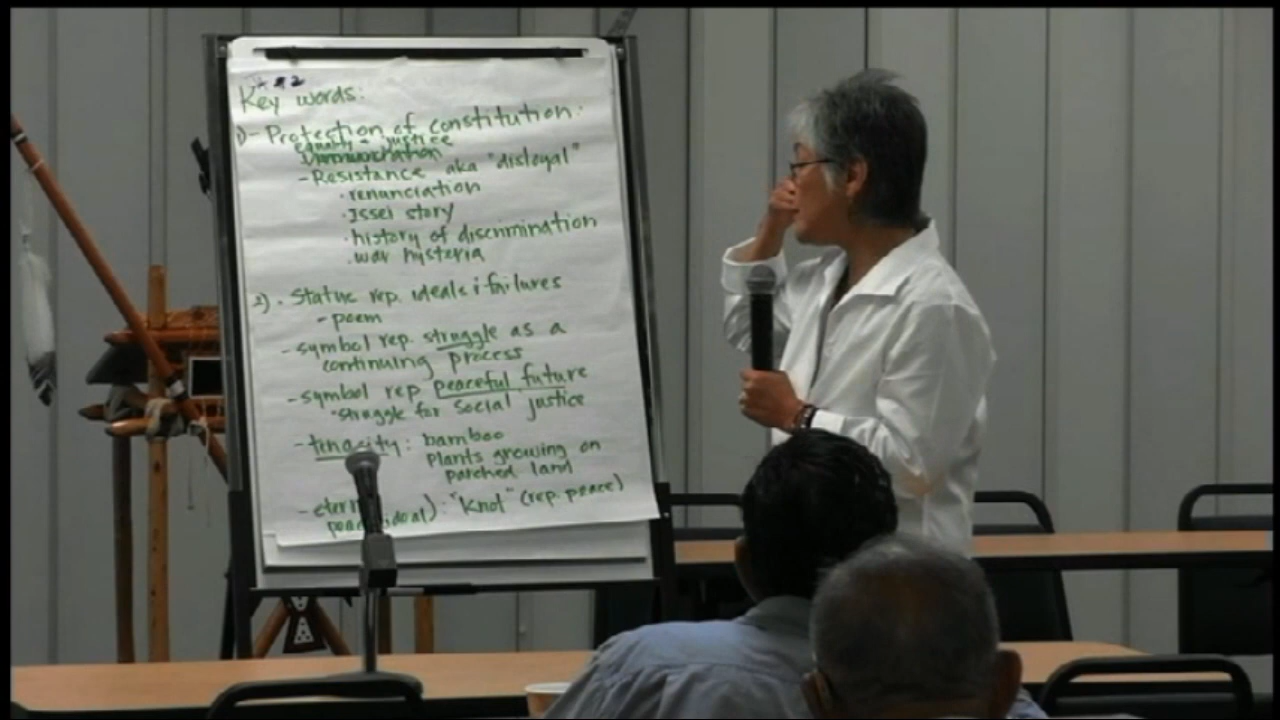 #2
Key words:
1) - Protection of constitution:
equality + justice
- Resistance aka "disloyal"
· renunciation
· Issei story
· history of discrimination
· war hysteria
2) · Statue rep. ideals & failures
- poem
- symbol rep. struggle as a
continuing process
- symbol rep peaceful future
"struggle for social justice
- tenacity: bamboo
plants growing on
parched land
- : "knot" (rep. peace)